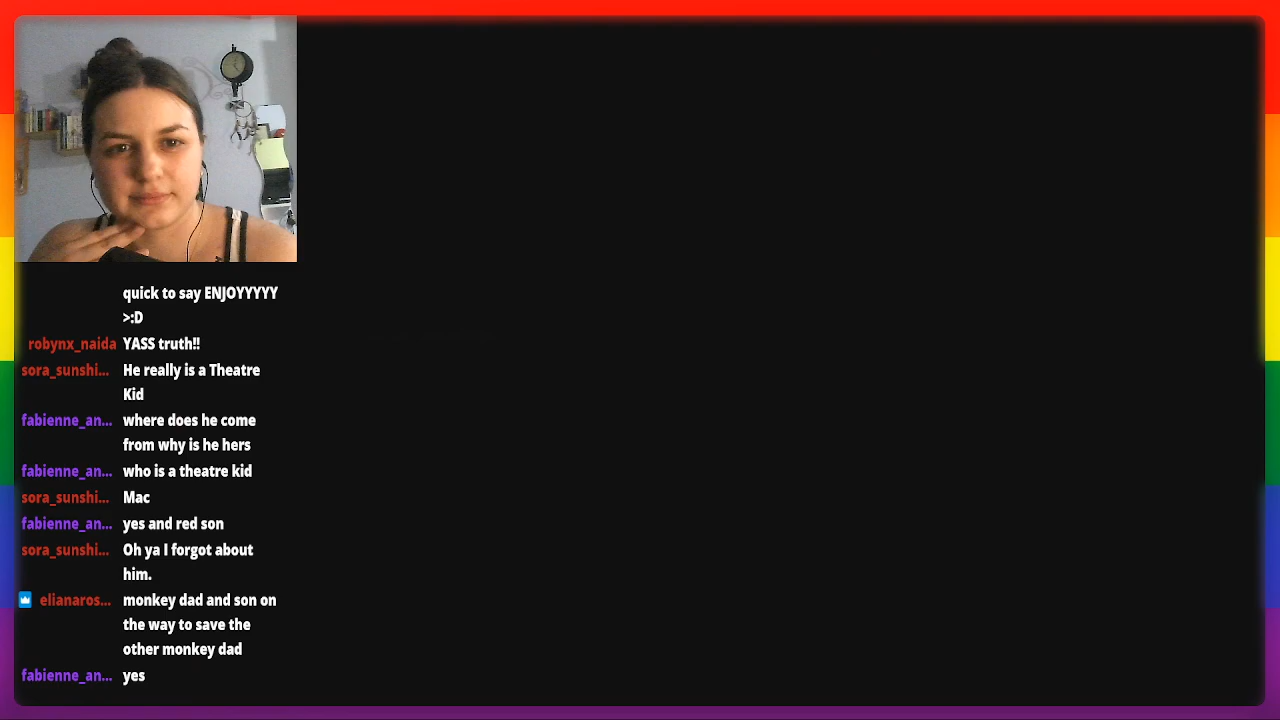 quick to say ENJOYYYYY
>:D
robynx_naida YASS truth!!
sora_sunshi... He really is a Theatre
Kid
fabienne_an... where does he come
from why is he hers
fabienne_an... who is a theatre kid
sora_sunshi... Mac
fabienne_an... yes and red son
sora_sunshi... Oh ya I forgot about
him.
elianaros... monkey dad and son on
the way to save the
other monkey dad
fabienne_an... yes